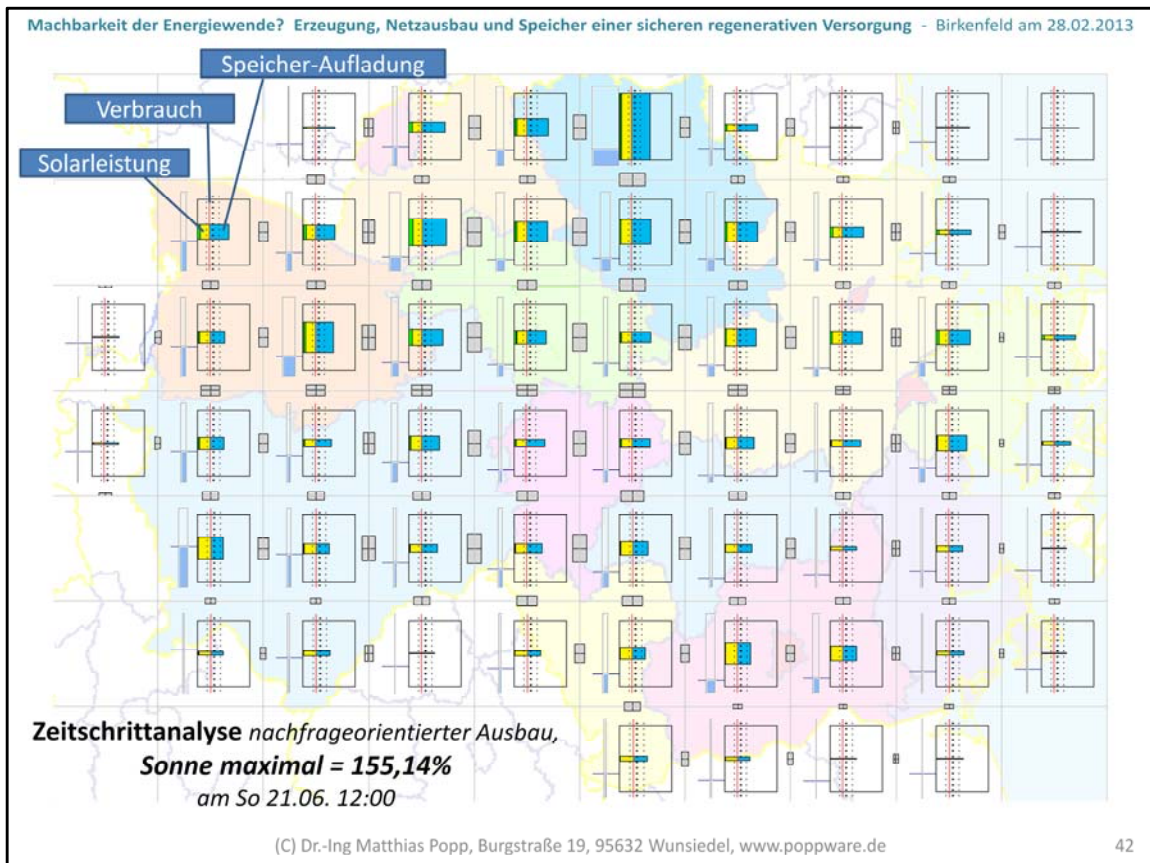 Machbarkeit der Energiewende? Erzeugung, Netzausbau und Speicher einer sicheren regenerativen Versorgung - Birkenfeld am 28.02.2013
Speicher-Aufladung
Verbrauch
Solarleistung
Zeitschrittanalyse nachfrageorientierter Ausbau,
Sonne maximal = 155,14%
am So 21.06. 12:00
(C) Dr.-Ing Matthias Popp, Burgstraße 19, 95632 Wunsiedel, www.poppware.de
42